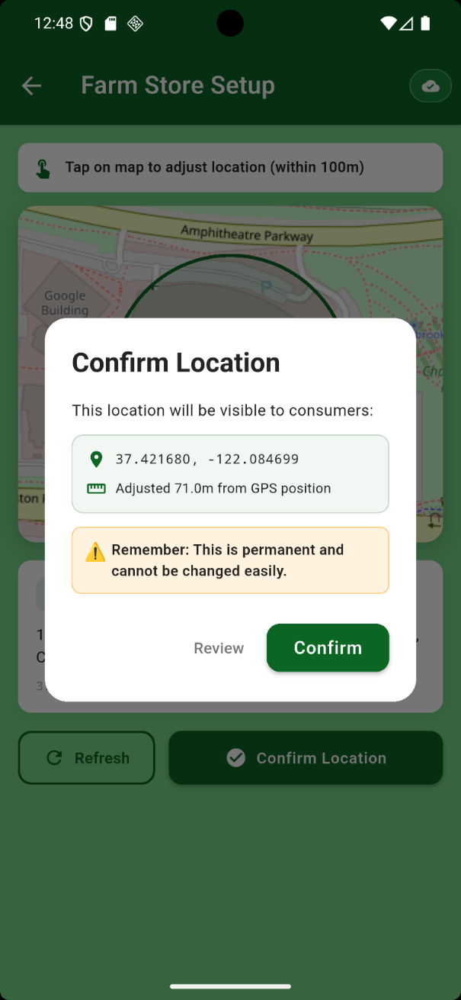 12:48
Farm Store Setup
Tap on map to adjust location (within 100m)
Amphitheatre Parkway
P
Google
Building
Confirm Location
This location will be visible to consumers:
37.421680, -122.084699
Adjusted 71.0m from GPS position
⚠️ Remember: This is permanent and
cannot be changed easily.
Review
Confirm
Refresh
Confirm Location